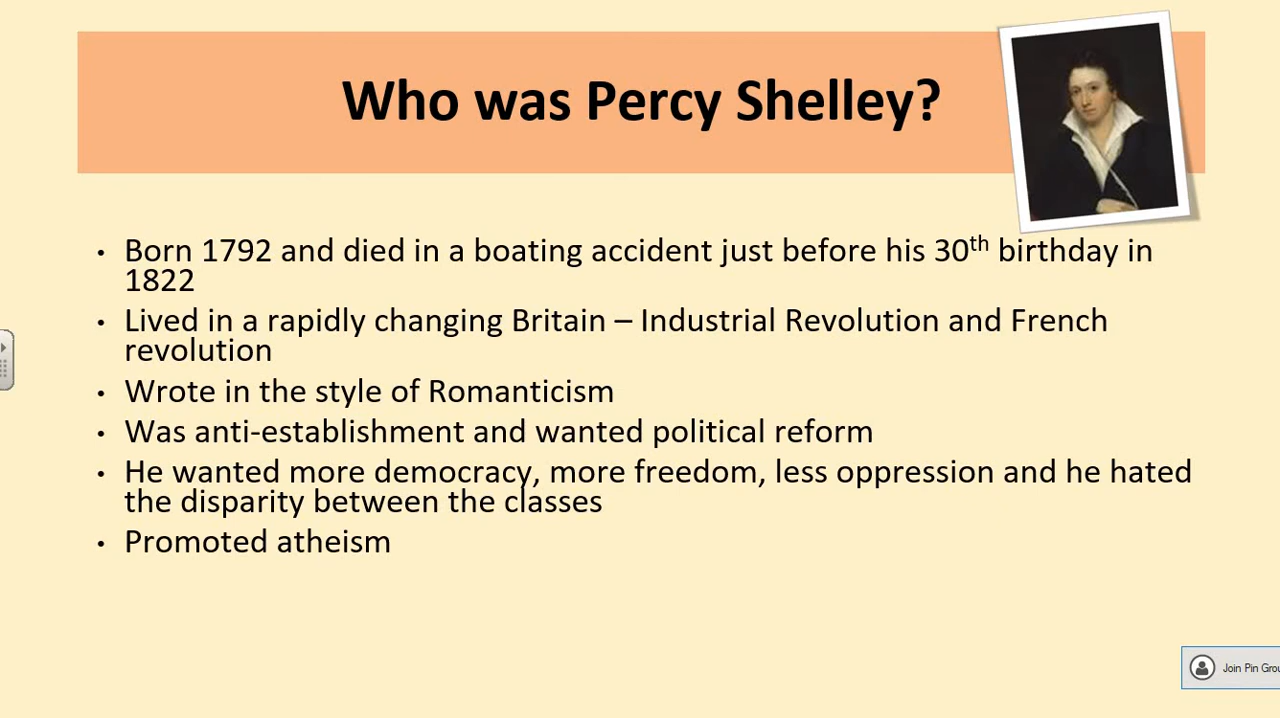 Who was Percy Shelley?
• Born 1792 and died in a boating accident just before his 30th birthday in
1822
• Lived in a rapidly changing Britain – Industrial Revolution and French
revolution
• Wrote in the style of Romanticism
• Was anti-establishment and wanted political reform
• He wanted more democracy, more freedom, less oppression and he hated
the disparity between the classes
• Promoted atheism
Join Pin